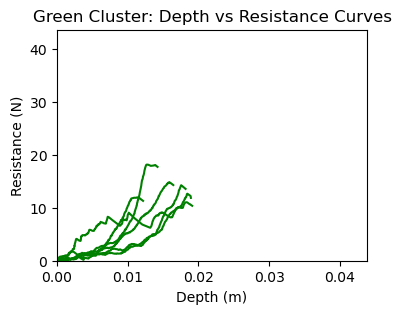 Green Cluster: Depth vs Resistance Curves
40
30
20
10
0
Resistance (N)
0.00 0.01 0.02 0.03 0.04
Depth (m)